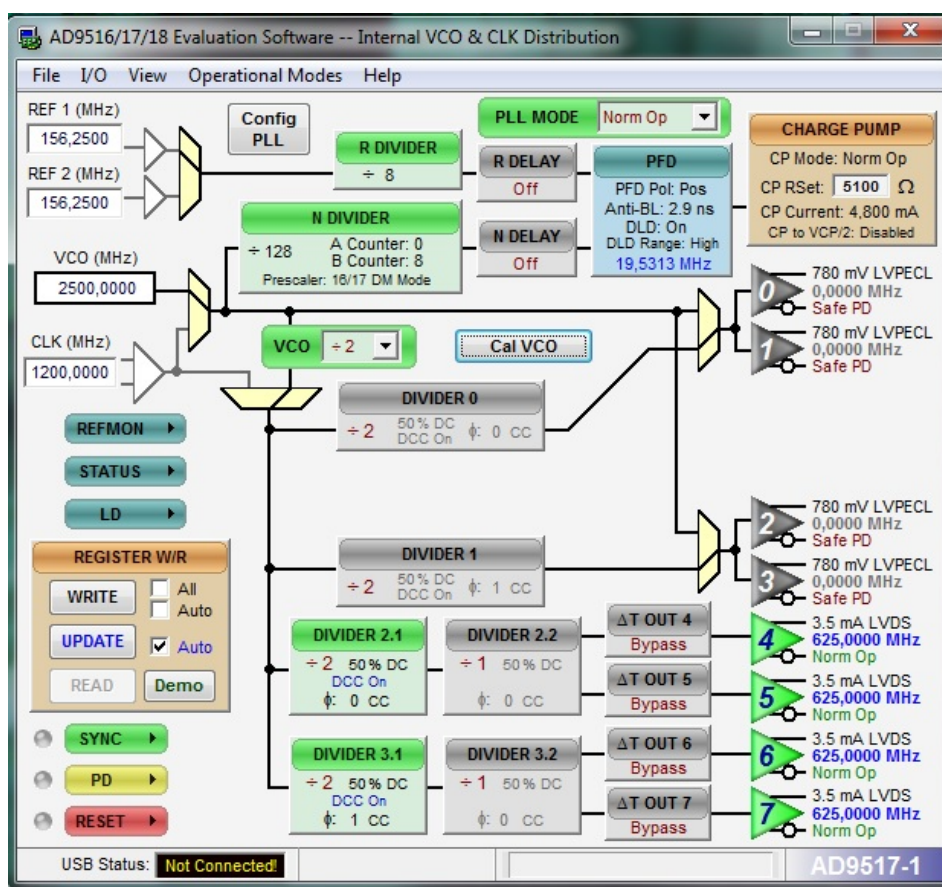 AD9516/17/18 Evaluation Software -- Internal VCO & CLK Distribution
File I/O View Operational Modes Help
REF 1 (MHz)
156,2500
REF 2 (MHz)
156,2500
Config
PLL
R DIVIDER
÷ 8
PLL MODE Norm Op
R DELAY
Off
PFD
PFD Pol: Pos
Anti-BL: 2.9 ns
DLD: On
DLD Range: High
19,5313 MHz
CHARGE PUMP
CP Mode: Norm Op
CP RSet: 5100 Ω
CP Current: 4,800 mA
CP to VCP/2: Disabled
N DIVIDER
÷ 128
A Counter: 0
B Counter: 8
Prescaler: 16/17 DM Mode
N DELAY
Off
VCO (MHz)
2500,0000
CLK (MHz)
1200,0000
VCO ÷ 2
Cal VCO
0
780 mV LVPECL
0,0000 MHz
Safe PD
1
780 mV LVPECL
0,0000 MHz
Safe PD
DIVIDER 0
÷ 2 50 % DC ϕ: 0 CC
DCC On
REFMON
STATUS
LD
DIVIDER 1
÷ 2 50 % DC ϕ: 1 CC
DCC On
2
780 mV LVPECL
0,0000 MHz
Safe PD
3
780 mV LVPECL
0,0000 MHz
Safe PD
REGISTER W/R
WRITE All
Auto
UPDATE Auto
READ Demo
DIVIDER 2.1
÷ 2 50 % DC
DCC On
ϕ: 0 CC
DIVIDER 2.2
÷ 1 50 % DC
ϕ: 0 CC
ΔT OUT 4
Bypass
ΔT OUT 5
Bypass
4
3.5 mA LVDS
625,0000 MHz
Norm Op
5
3.5 mA LVDS
625,0000 MHz
Norm Op
SYNC
PD
RESET
DIVIDER 3.1
÷ 2 50 % DC
DCC On
ϕ: 1 CC
DIVIDER 3.2
÷ 1 50 % DC
ϕ: 0 CC
ΔT OUT 6
Bypass
ΔT OUT 7
Bypass
6
3.5 mA LVDS
625,0000 MHz
Norm Op
7
3.5 mA LVDS
625,0000 MHz
Norm Op
USB Status: Not Connected!
AD9517-1